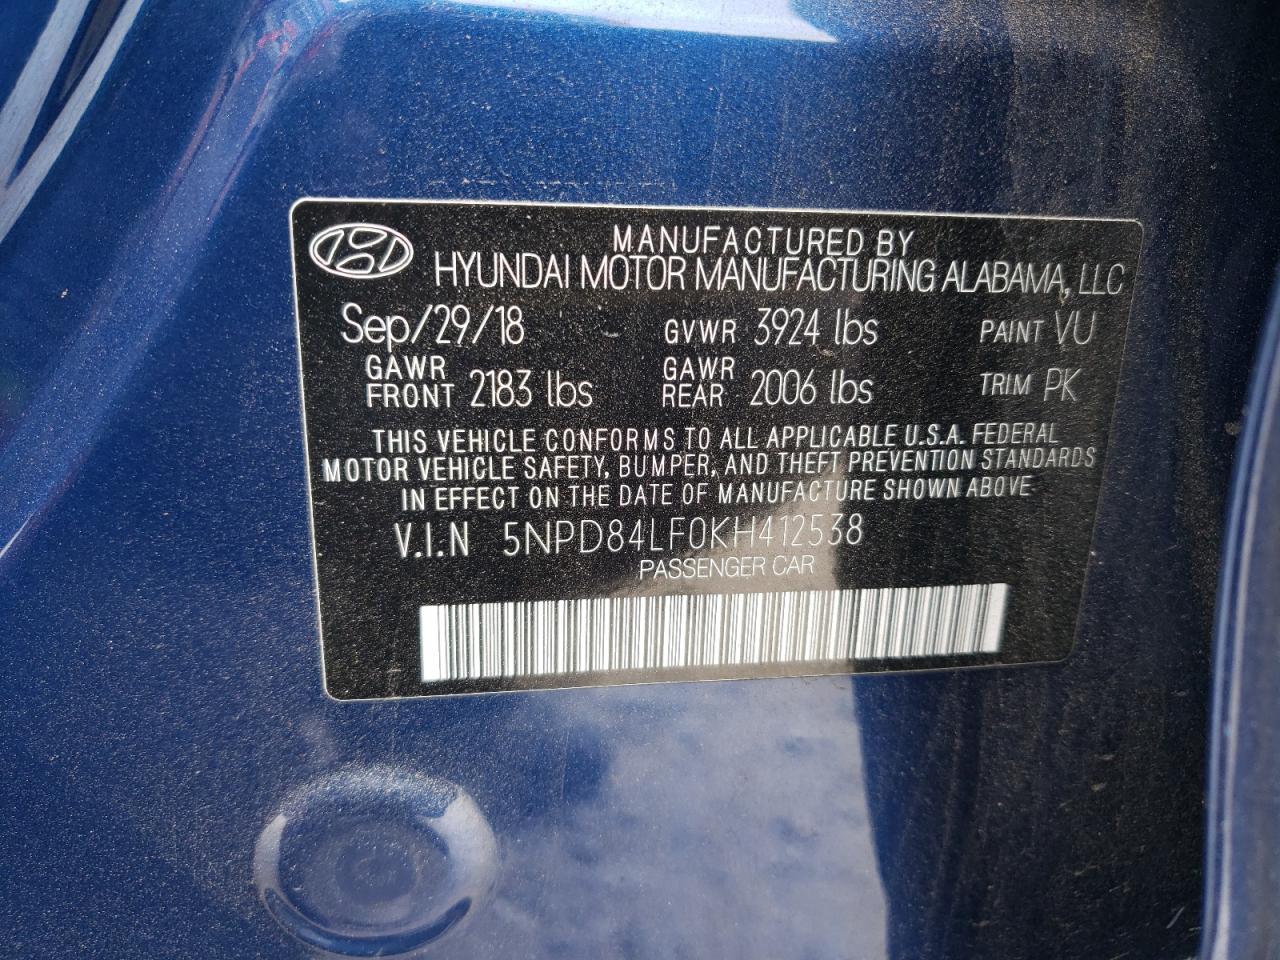 MANUFACTURED BY
HYUNDAI MOTOR MANUFACTURING ALABAMA, LLC
Sep/29/18 GVWR 3924 lbs PAINT VU
GAWR FRONT 2183 lbs GAWR REAR 2006 lbs TRIM PK
THIS VEHICLE CONFORMS TO ALL APPLICABLE U.S.A. FEDERAL
MOTOR VEHICLE SAFETY, BUMPER, AND THEFT PREVENTION STANDARDS
IN EFFECT ON THE DATE OF MANUFACTURE SHOWN ABOVE
V.I.N 5NPD84LF0KH412538
PASSENGER CAR